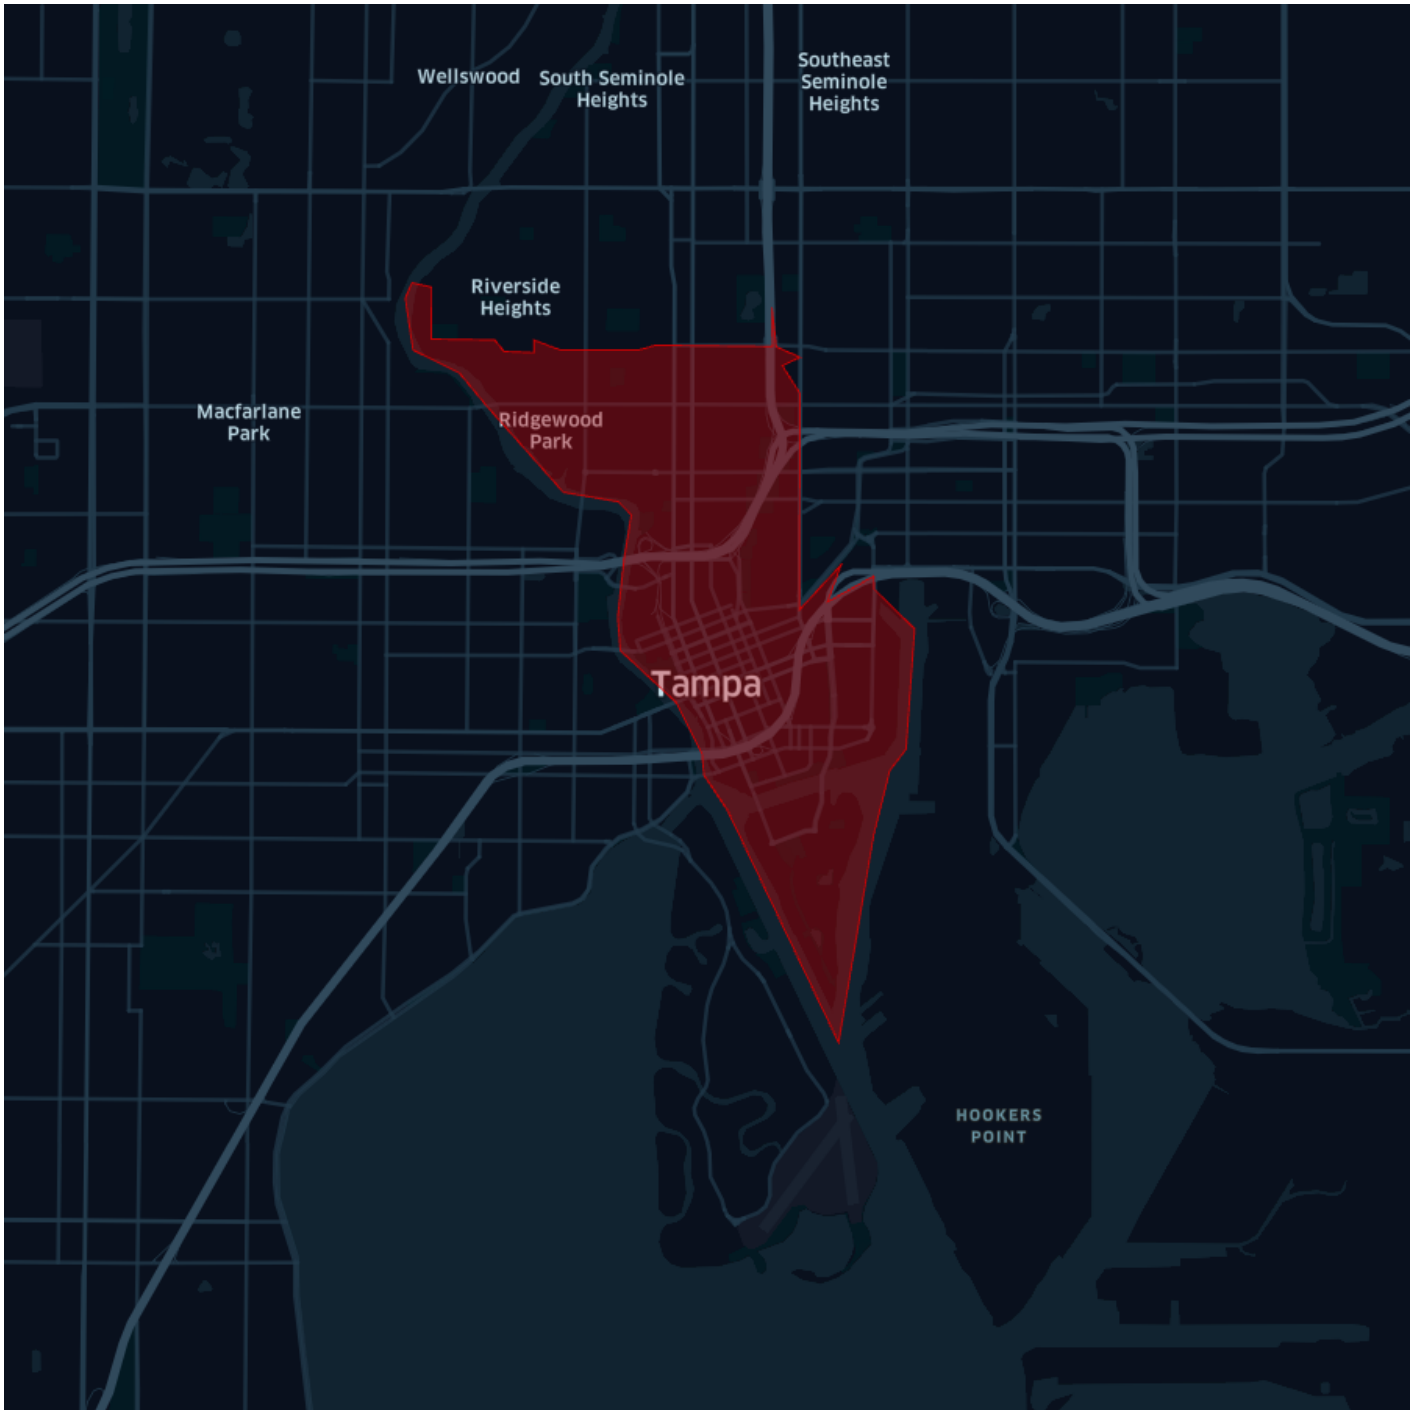 Wellswood
South Seminole
Heights
Southeast
Seminole
Heights
Riverside
Heights
Macfarlane
Park
Ridgewood
Park
Tampa
HOOKERS
POINT